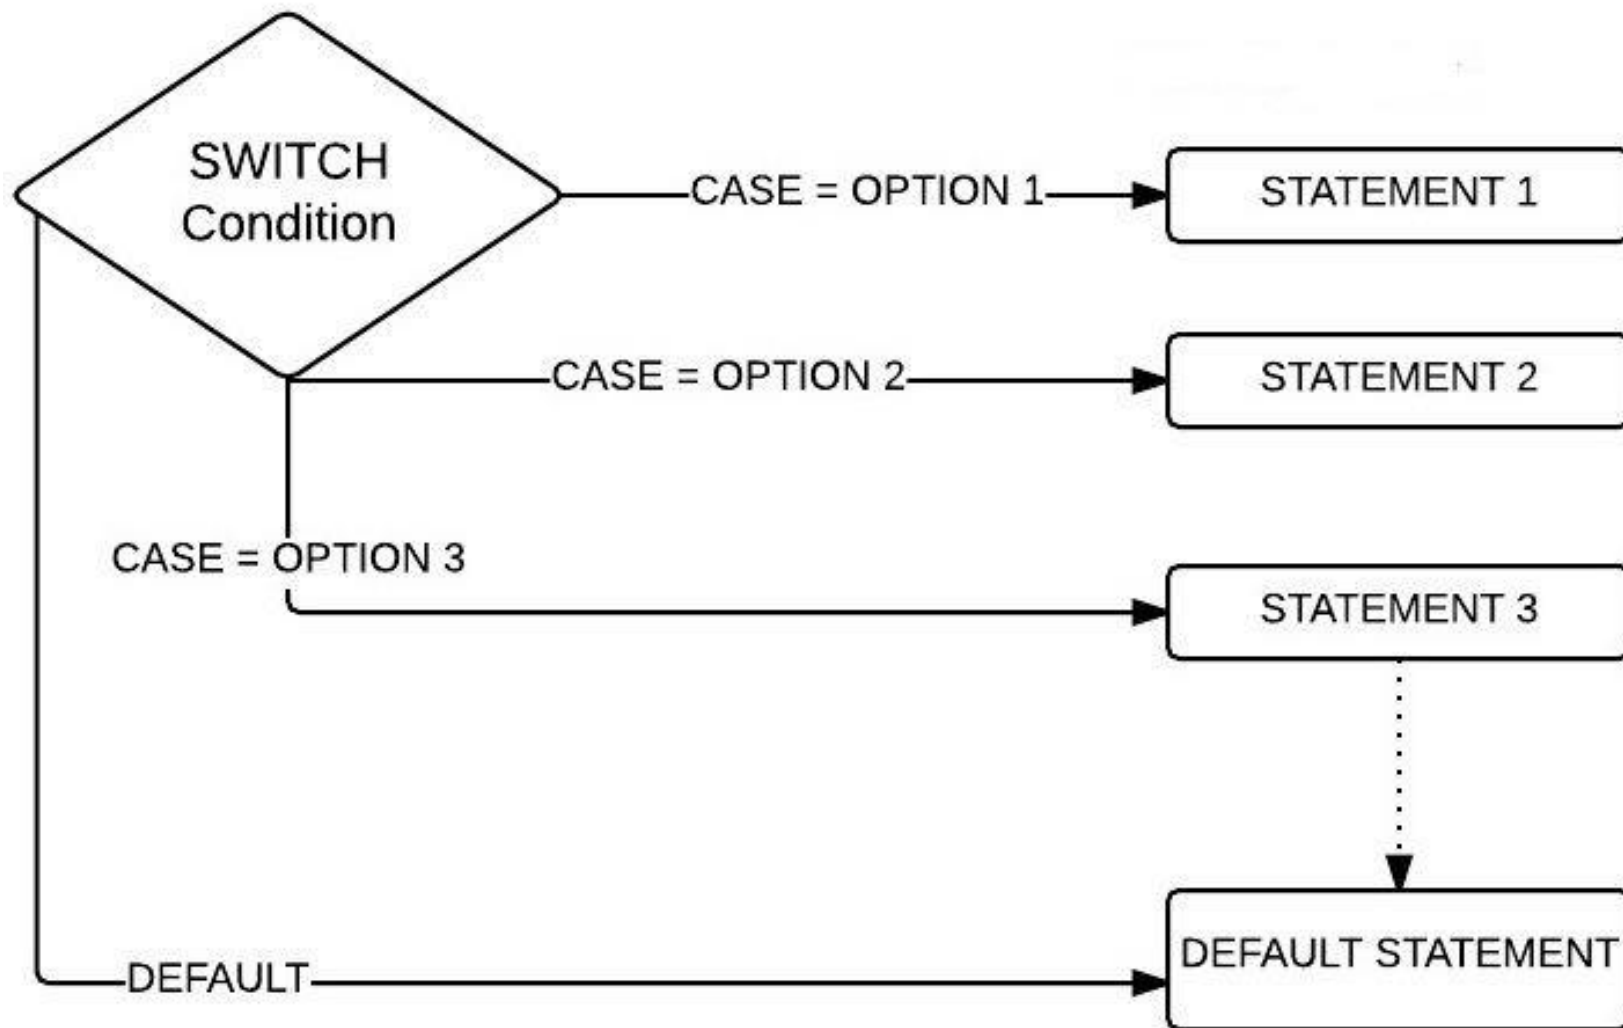 SWITCH
Condition
CASE = OPTION 1
STATEMENT 1
CASE = OPTION 2
STATEMENT 2
CASE = OPTION 3
STATEMENT 3
DEFAULT
DEFAULT STATEMENT